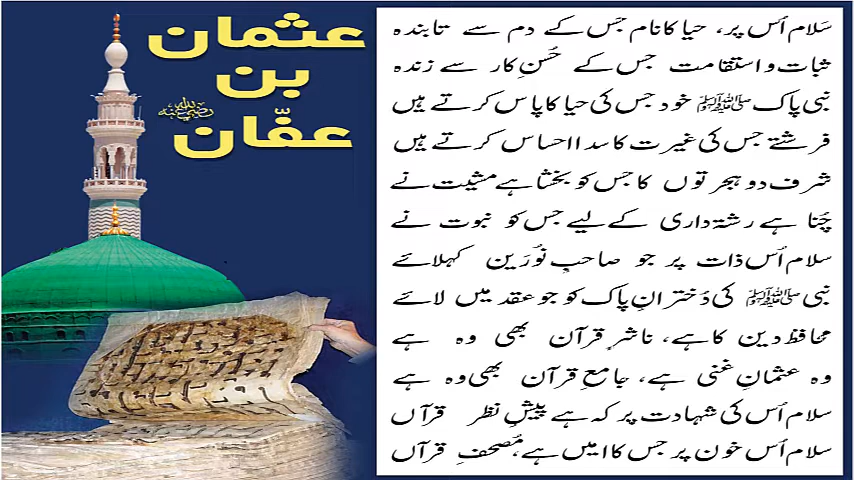 عثمان
بن
عفّان
رضی اللہ عنہ
سَلام اُس پر، حیا کا نام جس کے دم سے تابندہ
ثبات و استقامت جس کے حُسنِ کار سے زندہ
نبی پاک ﷺ خود جس کی حیا کا پاس کرتے ہیں
فرشتے جس کی غیرت کا سدا احساس کرتے ہیں
شرف دو ہجرتوں کا جس کو بخشا ہے مشیت نے
چُنا ہے رشتہ داری کے لیے جس کو نبوت نے
سلام اُس ذات پر جو صاحبِ نُورَین کہلائے
نبی ﷺ کی دُخترانِ پاک کو جو عقد میں لائے
محافظ دین کا ہے، ناشرِ قرآن بھی وہ ہے
وہ عثمانِ غنی ہے، جامعِ قرآن بھی وہ ہے
سلام اُس کی شہادت پر کہ ہے پیشِ نظر قرآں
سلام اُس خون پر جس کا امیں ہے، مُصحفِ قرآں